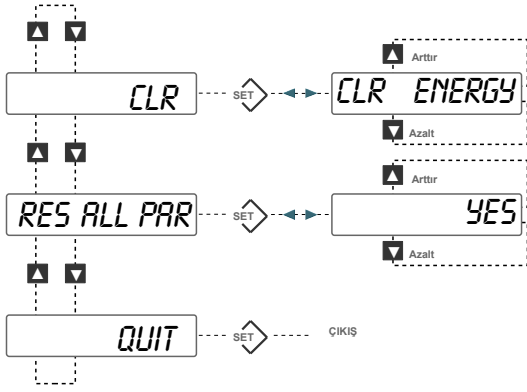 Arttır
CLR SET CLR ENERGY
Azalt
Arttır
RES ALL PAR SET YES
Azalt
QUIT SET ÇIKIŞ